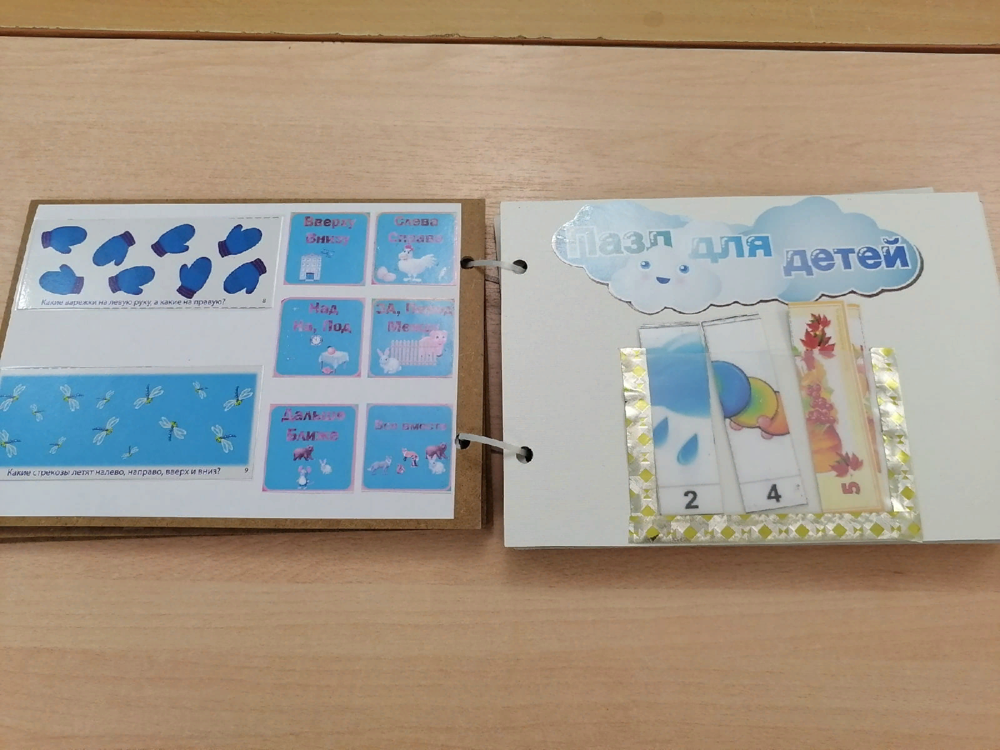 Какие варежки на левую руку, а какие на правую?
8
Какие стрекозы летят налево, направо, вверх и вниз?
9
Вверху
Внизу
Слева
Справа
Над
На, Под
ЗА, Перед
Между
Дальше
Ближе
Все вместе
Пазл для
детей
2
4
5